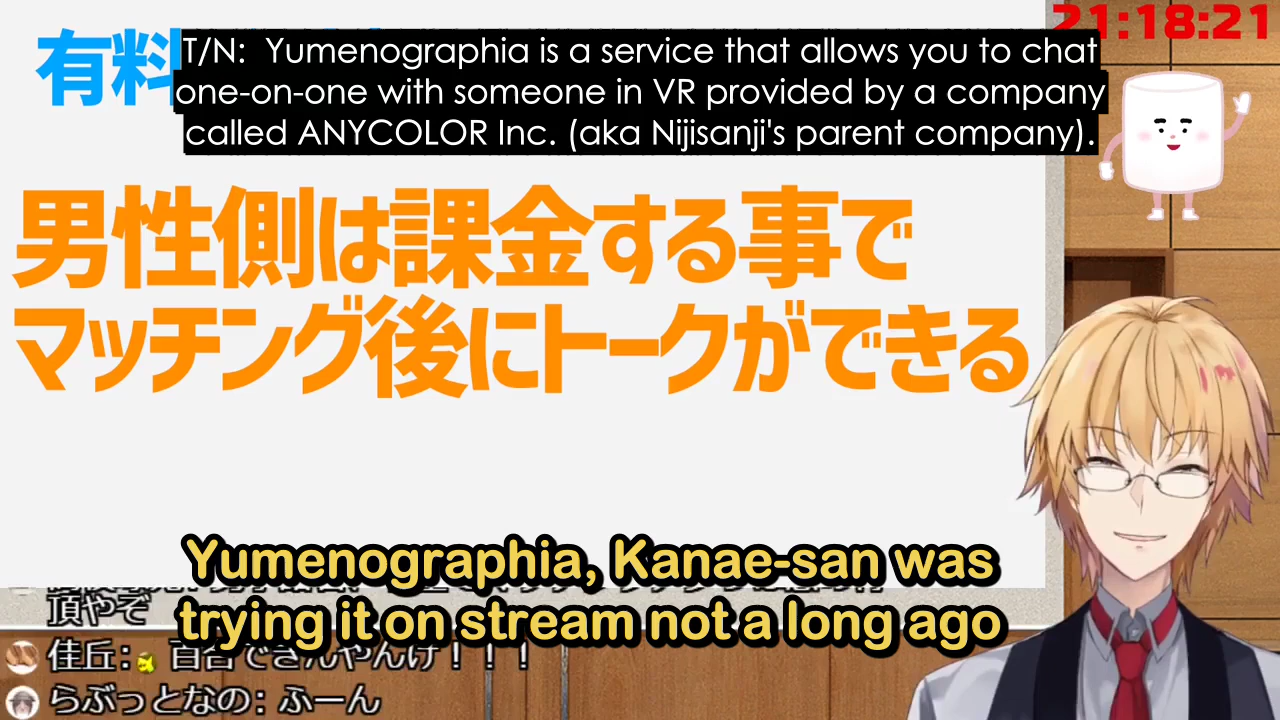 21:18:21
有料
T/N: Yumenographia is a service that allows you to chat
one-on-one with someone in VR provided by a company
called ANYCOLOR Inc. (aka Nijisanji's parent company).
男性側は課金する事で
マッチング後にトークができる
Yumenographia, Kanae-san was
trying it on stream not a long ago
頂やぞ
佳丘: 百合できんやんけ！！！
らぶっとなの: ふーん